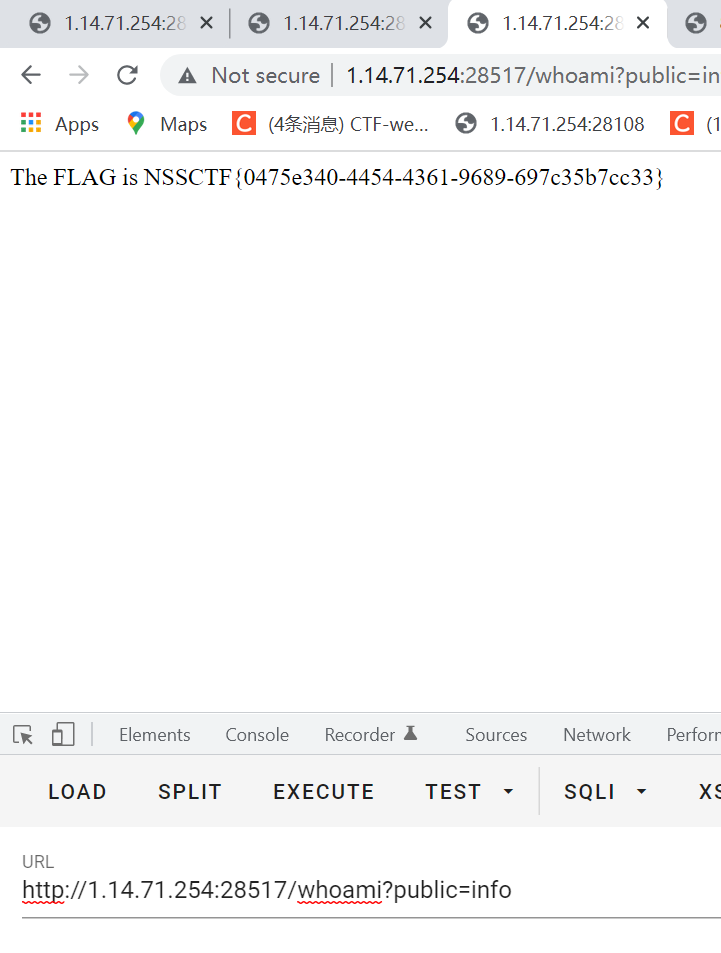 1.14.71.254:28 1.14.71.254:28 1.14.71.254:28
Not secure 1.14.71.254:28517/whoami?public=in
Apps Maps (4条消息) CTF-we... 1.14.71.254:28108 (1
The FLAG is NSSCTF{0475e340-4454-4361-9689-697c35b7cc33}
Elements Console Recorder Sources Network Perforr
LOAD SPLIT EXECUTE TEST SQLI XS
URL
http://1.14.71.254:28517/whoami?public=info